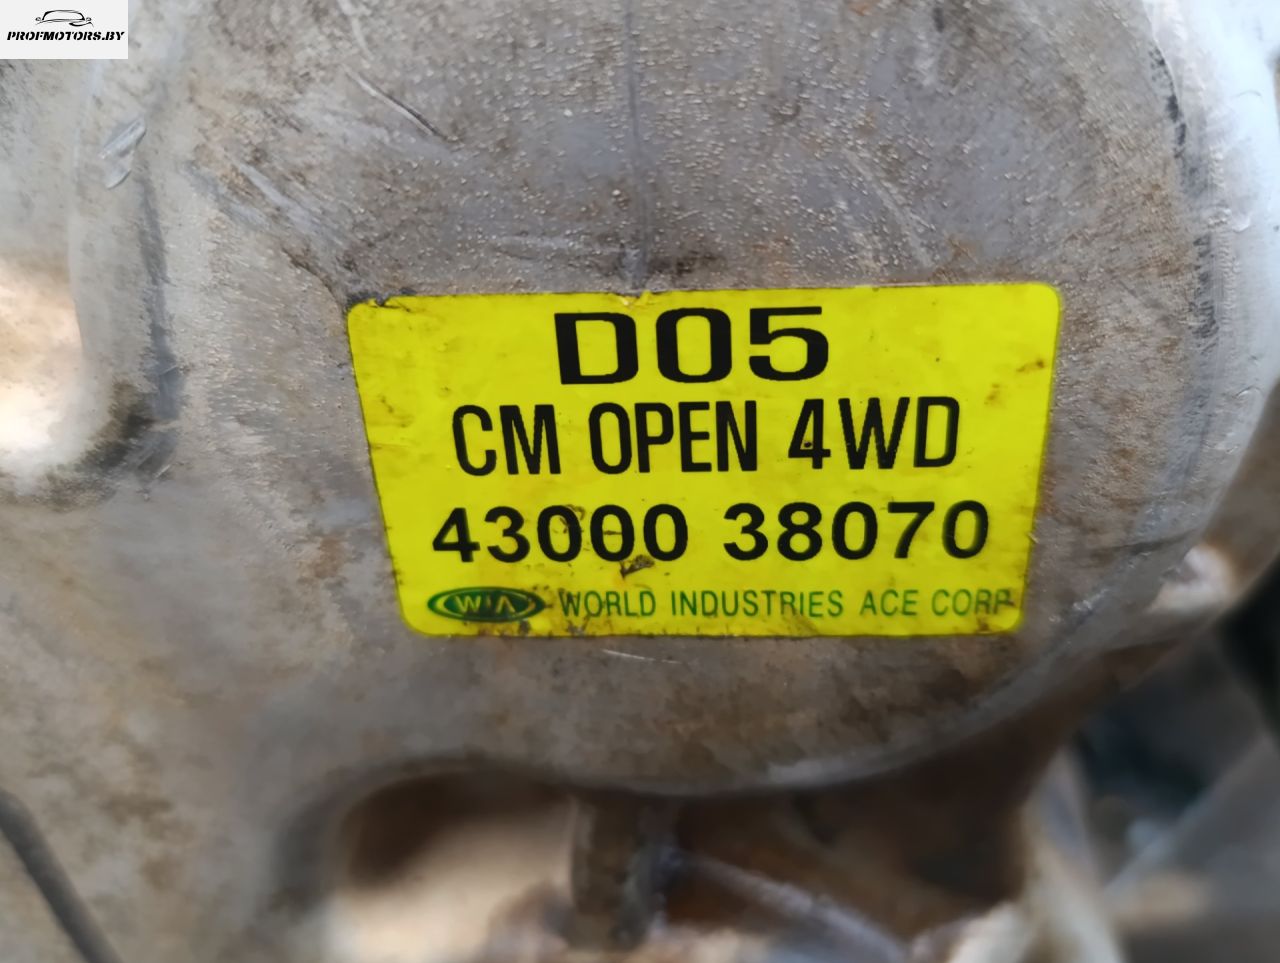 PROFMOTORS.BY
D05
CM OPEN 4WD
43000 38070
WIA WORLD INDUSTRIES ACE CORP